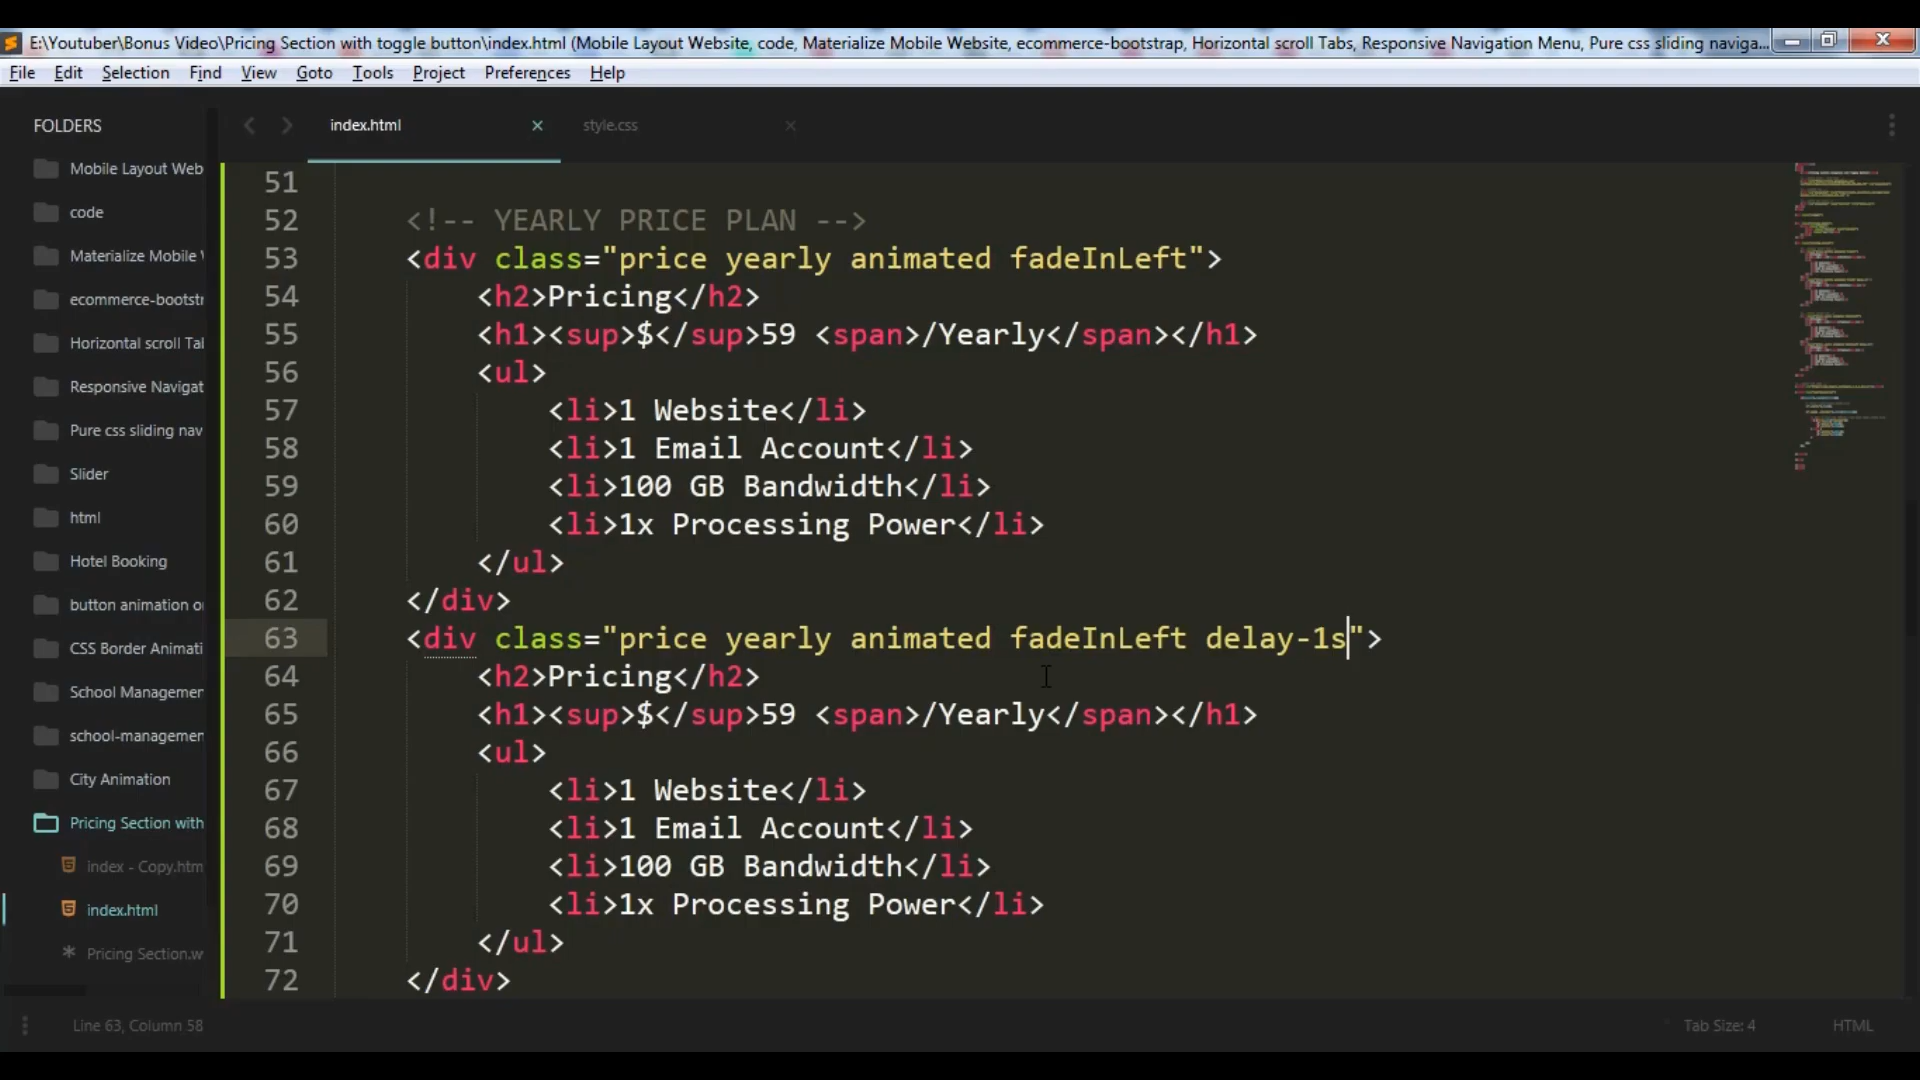 E:\Youtuber\Bonus Video\Pricing Section with toggle button\index.html (Mobile Layout Website, code, Materialize Mobile Website, ecommerce-bootstrap, Horizontal scroll Tabs, Responsive Navigation Menu, Pure css sliding naviga...
File Edit Selection Find View Goto Tools Project Preferences Help
FOLDERS
Mobile Layout Web
code
Materialize Mobile
ecommerce-bootstr
Horizontal scroll Tal
Responsive Navigat
Pure css sliding nav
Slider
html
Hotel Booking
button animation o
CSS Border Animati
School Managemer
school-managemer
City Animation
Pricing Section with
index - Copy.htm
index.html
Pricing Section.w
index.html style.css
51
52 <!-- YEARLY PRICE PLAN -->
53 <div class="price yearly animated fadeInLeft">
54 <h2>Pricing</h2>
55 <h1><sup>$</sup>59 <span>/Yearly</span></h1>
56 <ul>
57 <li>1 Website</li>
58 <li>1 Email Account</li>
59 <li>100 GB Bandwidth</li>
60 <li>1x Processing Power</li>
61 </ul>
62 </div>
63 <div class="price yearly animated fadeInLeft delay-1s">
64 <h2>Pricing</h2>
65 <h1><sup>$</sup>59 <span>/Yearly</span></h1>
66 <ul>
67 <li>1 Website</li>
68 <li>1 Email Account</li>
69 <li>100 GB Bandwidth</li>
70 <li>1x Processing Power</li>
71 </ul>
72 </div>
Line 63, Column 58
Tab Size: 4
HTML